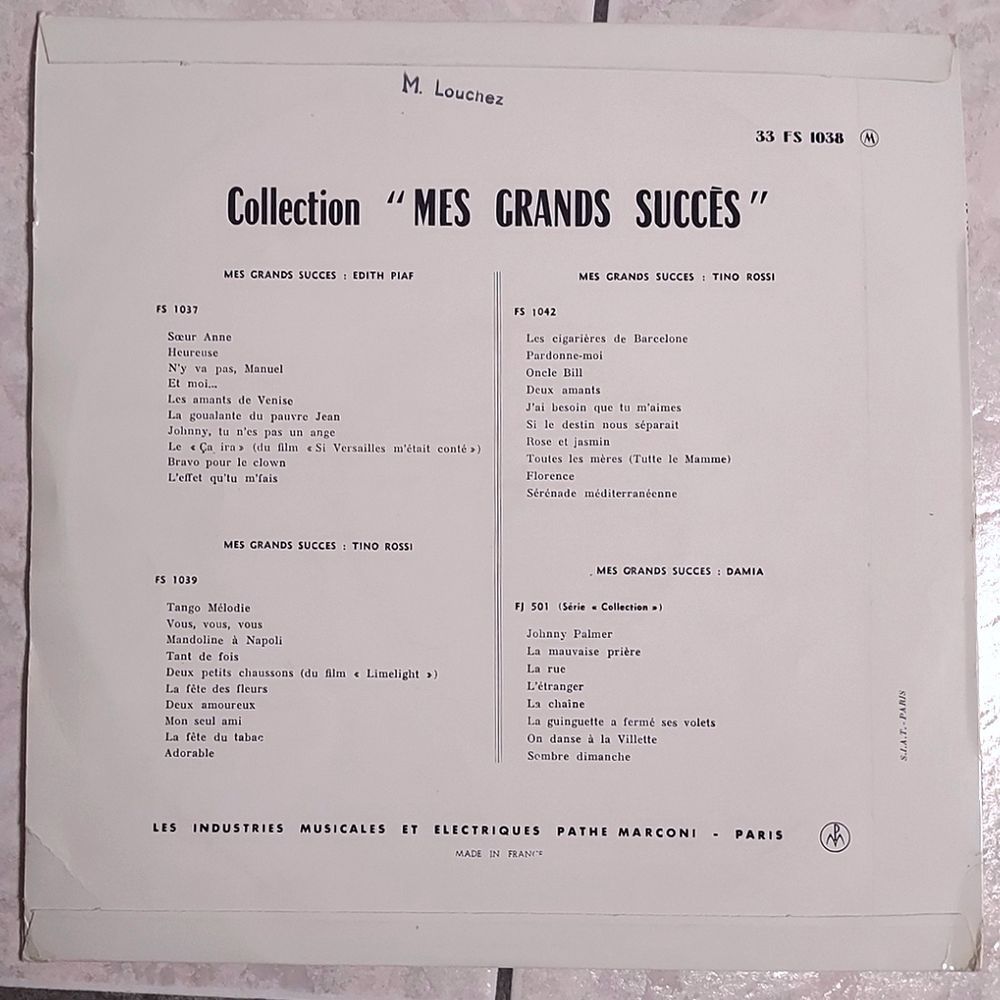 M. Louchez
33 FS 1038 M
Collection "MES GRANDS SUCCÈS"
MES GRANDS SUCCES : EDITH PIAF
FS 1037
Sœur Anne
Heureuse
N'y va pas, Manuel
Et moi...
Les amants de Venise
La goualante du pauvre Jean
Johnny, tu n'es pas un ange
Le « Ça ira » (du film « Si Versailles m'était conté »)
Bravo pour le clown
L'effet qu'tu m'fais
MES GRANDS SUCCES : TINO ROSSI
FS 1039
Tango Mélodie
Vous, vous, vous
Mandoline à Napoli
Tant de fois
Deux petits chaussons (du film « Limelight »)
La fête des fleurs
Deux amoureux
Mon seul ami
La fête du tabac
Adorable
MES GRANDS SUCCES : TINO ROSSI
FS 1042
Les cigarières de Barcelone
Pardonne-moi
Oncle Bill
Deux amants
J'ai besoin que tu m'aimes
Si le destin nous séparait
Rose et jasmin
Toutes les mères (Tutte le Mamme)
Florence
Sérénade méditerranéenne
MES GRANDS SUCCES : DAMIA
FJ 501 (Série « Collection »)
Johnny Palmer
La mauvaise prière
La rue
L'étranger
La chaîne
La guinguette a fermé ses volets
On danse à la Villette
Sombre dimanche
S.I.A.T. - PARIS
LES INDUSTRIES MUSICALES ET ELECTRIQUES PATHE MARCONI - PARIS
MADE IN FRANCE